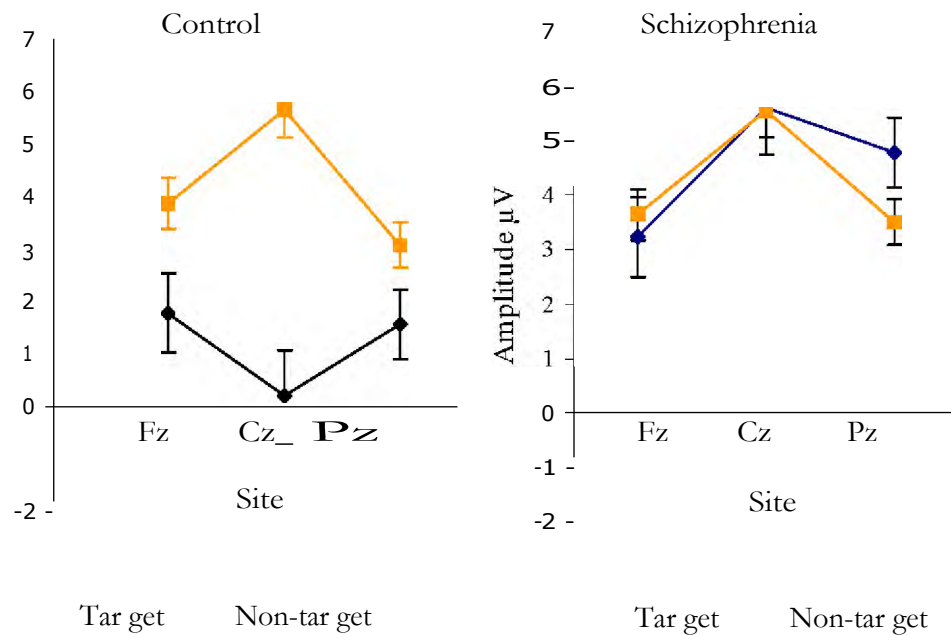 Control
7
6
5
4
3
2
1
0
-2 -
Fz Cz_ Pz
Site
Tar get Non-tar get
Schizophrenia
Amplitude µV
7
6-
5-
4
3
2
1
0
-1 -
-2 -
Fz Cz Pz
Site
Tar get Non-tar get